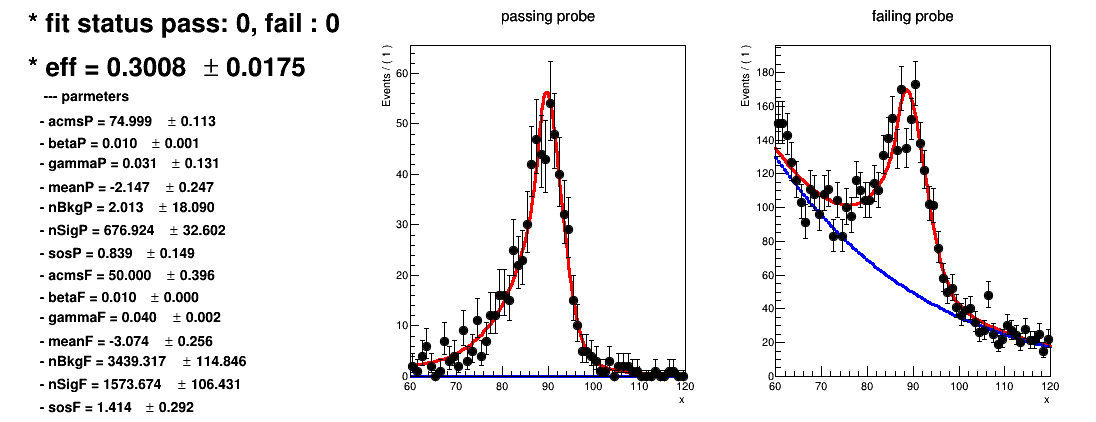 * fit status pass: 0, fail : 0
* eff = 0.3008 ± 0.0175
--- parmeters
- acmsP = 74.999 ± 0.113
- betaP = 0.010 ± 0.001
- gammaP = 0.031 ± 0.131
- meanP = -2.147 ± 0.247
- nBkgP = 2.013 ± 18.090
- nSigP = 676.924 ± 32.602
- sosP = 0.839 ± 0.149
- acmsF = 50.000 ± 0.396
- betaF = 0.010 ± 0.000
- gammaF = 0.040 ± 0.002
- meanF = -3.074 ± 0.256
- nBkgF = 3439.317 ± 114.846
- nSigF = 1573.674 ± 106.431
- sosF = 1.414 ± 0.292
passing probe
Events / ( 1 )
60
50
40
30
20
10
0
60 70 80 90 100 110 120
x
failing probe
Events / ( 1 )
180
160
140
120
100
80
60
40
20
0
60 70 80 90 100 110 120
x